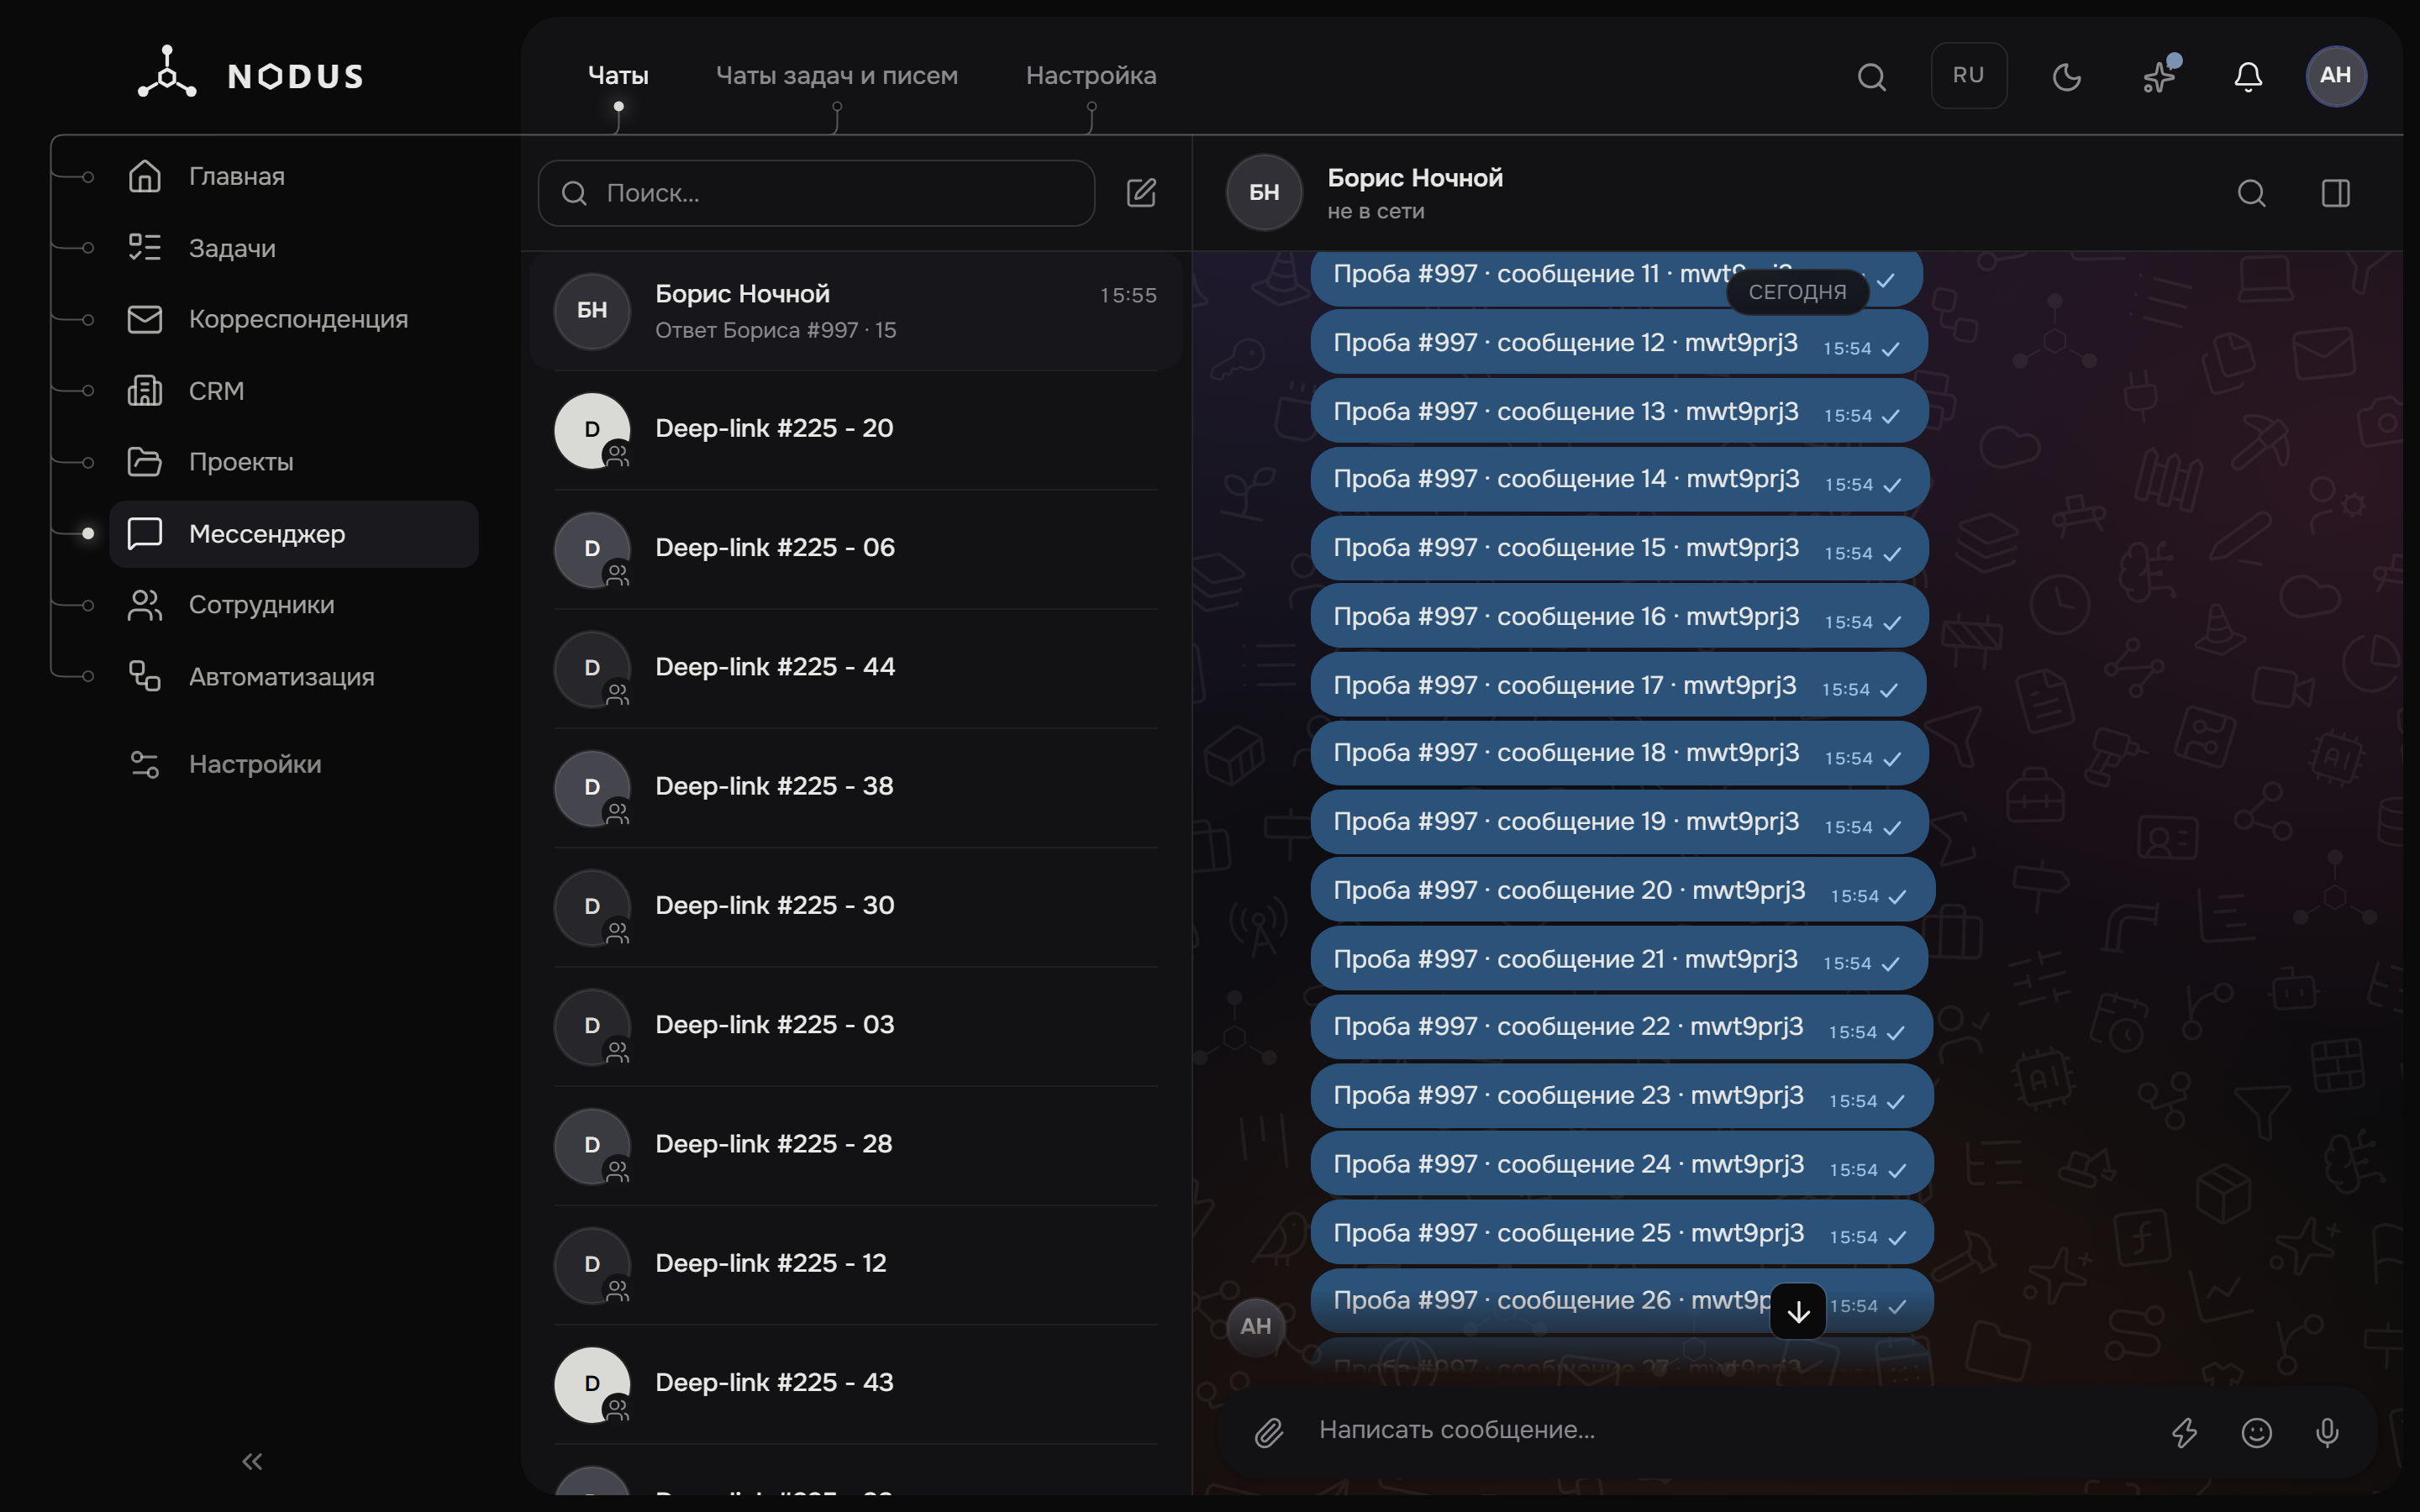 NODUS
Чаты
Чаты задач и писем
Настройка
RU
АН
Главная
Задачи
Корреспонденция
CRM
Проекты
Мессенджер
Сотрудники
Автоматизация
Настройки
Поиск...
БН
Борис Ночной
15:55
Ответ Бориса #997 · 15
D
Deep-link #225 - 20
D
Deep-link #225 - 06
D
Deep-link #225 - 44
D
Deep-link #225 - 38
D
Deep-link #225 - 30
D
Deep-link #225 - 03
D
Deep-link #225 - 28
D
Deep-link #225 - 12
D
Deep-link #225 - 43
БН
Борис Ночной
не в сети
Проба #997 · сообщение 11 ·
СЕГОДНЯ
Проба #997 · сообщение 12 · mwt9prj3 15:54
Проба #997 · сообщение 13 · mwt9prj3 15:54
Проба #997 · сообщение 14 · mwt9prj3 15:54
Проба #997 · сообщение 15 · mwt9prj3 15:54
Проба #997 · сообщение 16 · mwt9prj3 15:54
Проба #997 · сообщение 17 · mwt9prj3 15:54
Проба #997 · сообщение 18 · mwt9prj3 15:54
Проба #997 · сообщение 19 · mwt9prj3 15:54
Проба #997 · сообщение 20 · mwt9prj3 15:54
Проба #997 · сообщение 21 · mwt9prj3 15:54
Проба #997 · сообщение 22 · mwt9prj3 15:54
Проба #997 · сообщение 23 · mwt9prj3 15:54
Проба #997 · сообщение 24 · mwt9prj3 15:54
Проба #997 · сообщение 25 · mwt9prj3 15:54
Проба #997 · сообщение 26 · 15:54
АН
Проба #997 · сообщение 27 · mwt9prj3
Написать сообщение...